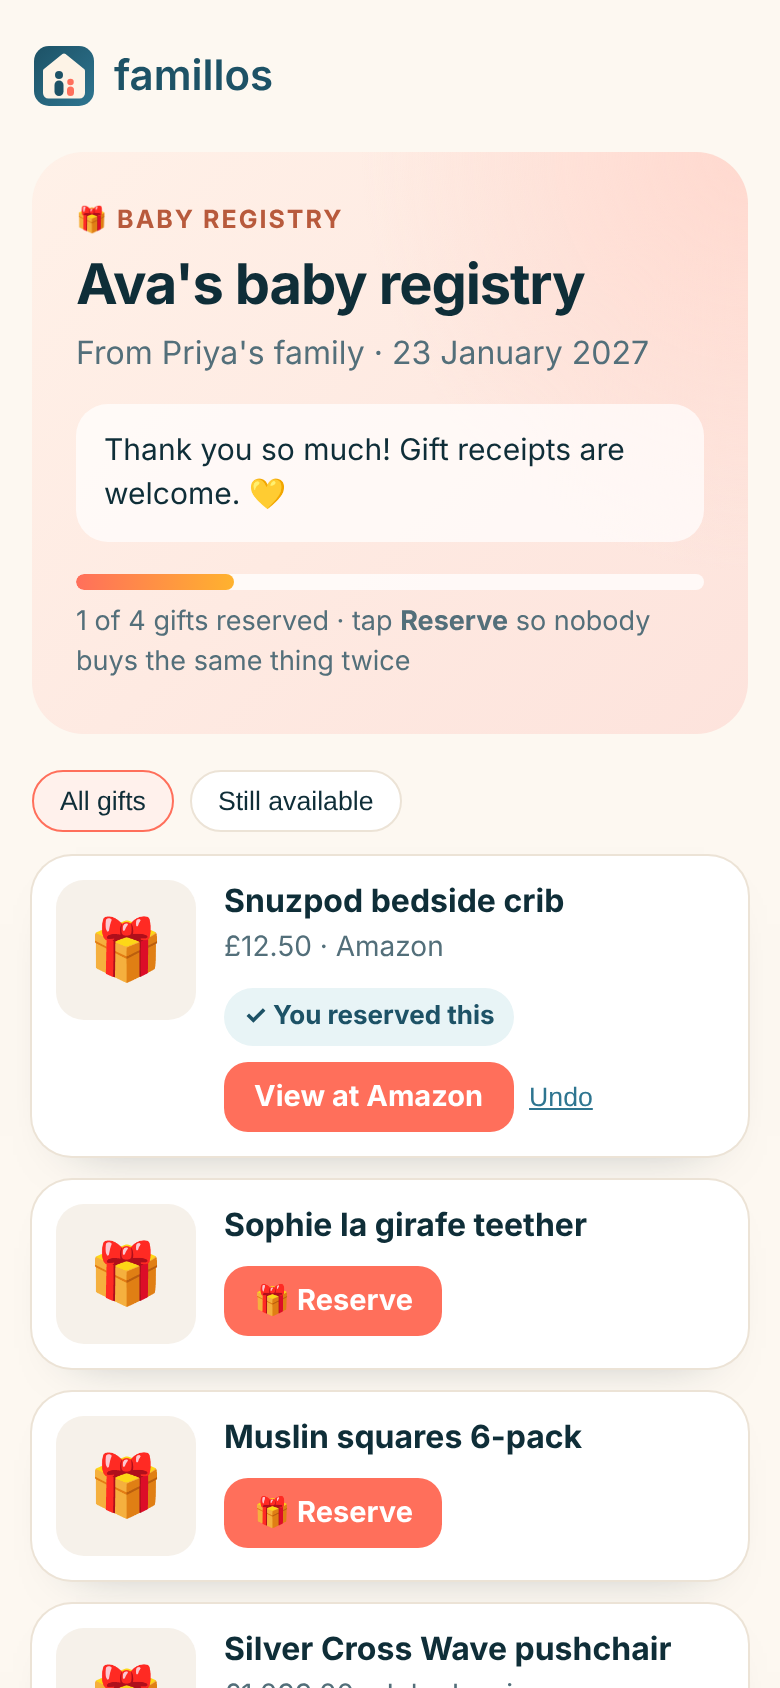 famillos
🎁 BABY REGISTRY
Ava's baby registry
From Priya's family · 23 January 2027
Thank you so much! Gift receipts are
welcome. 💛
1 of 4 gifts reserved · tap Reserve so nobody
buys the same thing twice
All gifts
Still available
Snuzpod bedside crib
£12.50 · Amazon
✓ You reserved this
View at Amazon
Undo
Sophie la girafe teether
🎁 Reserve
Muslin squares 6-pack
🎁 Reserve
Silver Cross Wave pushchair